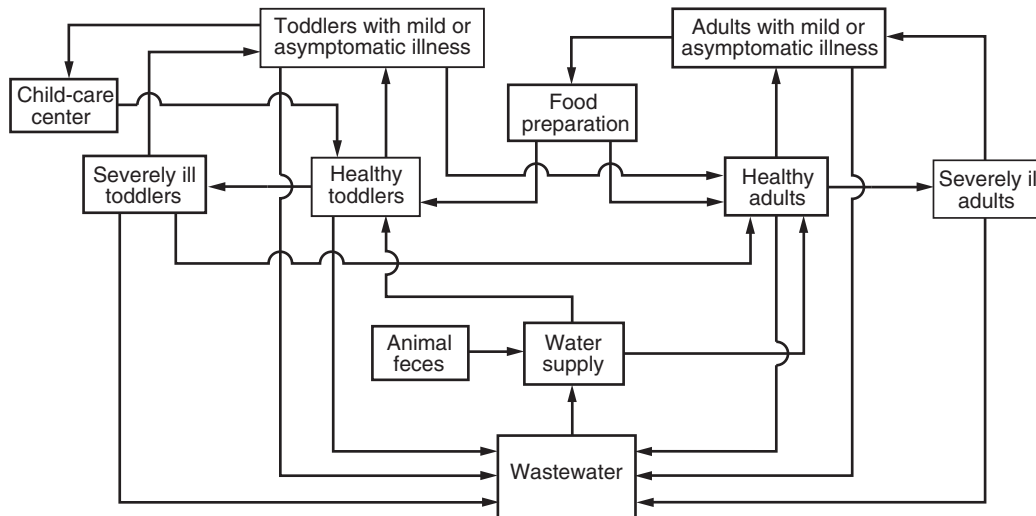 Toddlers with mild or
asymptomatic illness
Adults with mild or
asymptomatic illness
Child-care
center
Food
preparation
Severely ill
toddlers
Healthy
toddlers
Healthy
adults
Severely ill
adults
Animal
feces
Water
supply
Wastewater